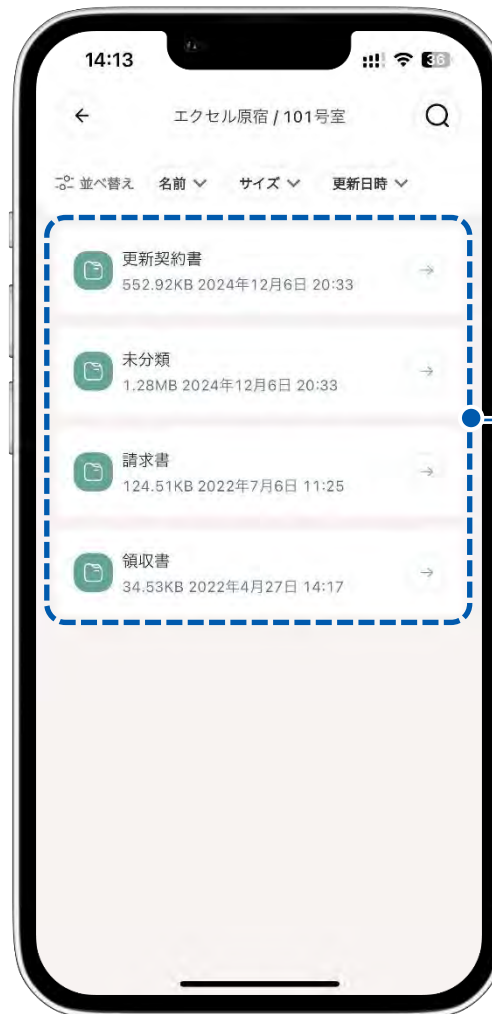 14:13
36
エクセル原宿 / 101号室
並べ替え 名前 サイズ 更新日時
更新契約書
552.92KB 2024年12月6日 20:33
未分類
1.28MB 2024年12月6日 20:33
請求書
124.51KB 2022年7月6日 11:25
領収書
34.53KB 2022年4月27日 14:17